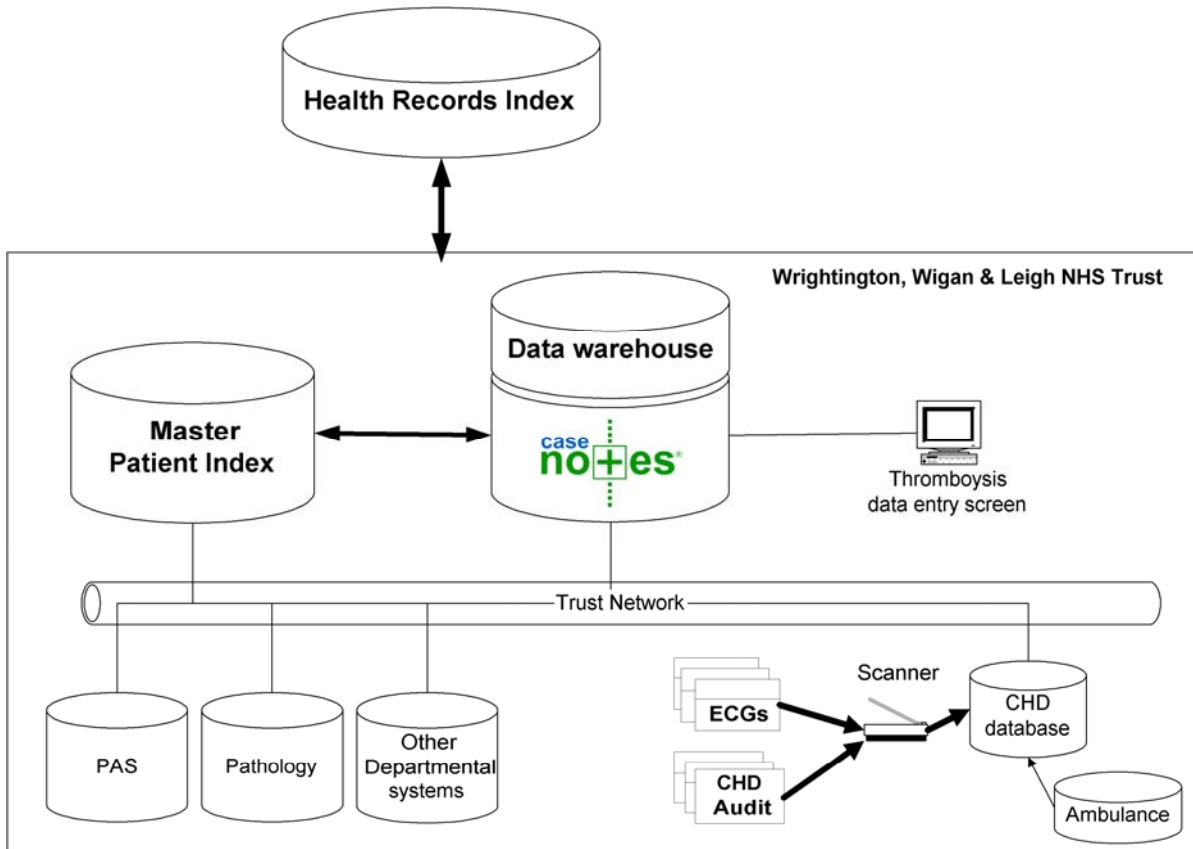 Health Records Index
Wrightington, Wigan & Leigh NHS Trust
Data warehouse
Master
Patient Index
case
notes®
Thromboysis
data entry screen
Trust Network
PAS
Pathology
Other
Departmental
systems
ECGs
CHD
Audit
Scanner
CHD
database
Ambulance